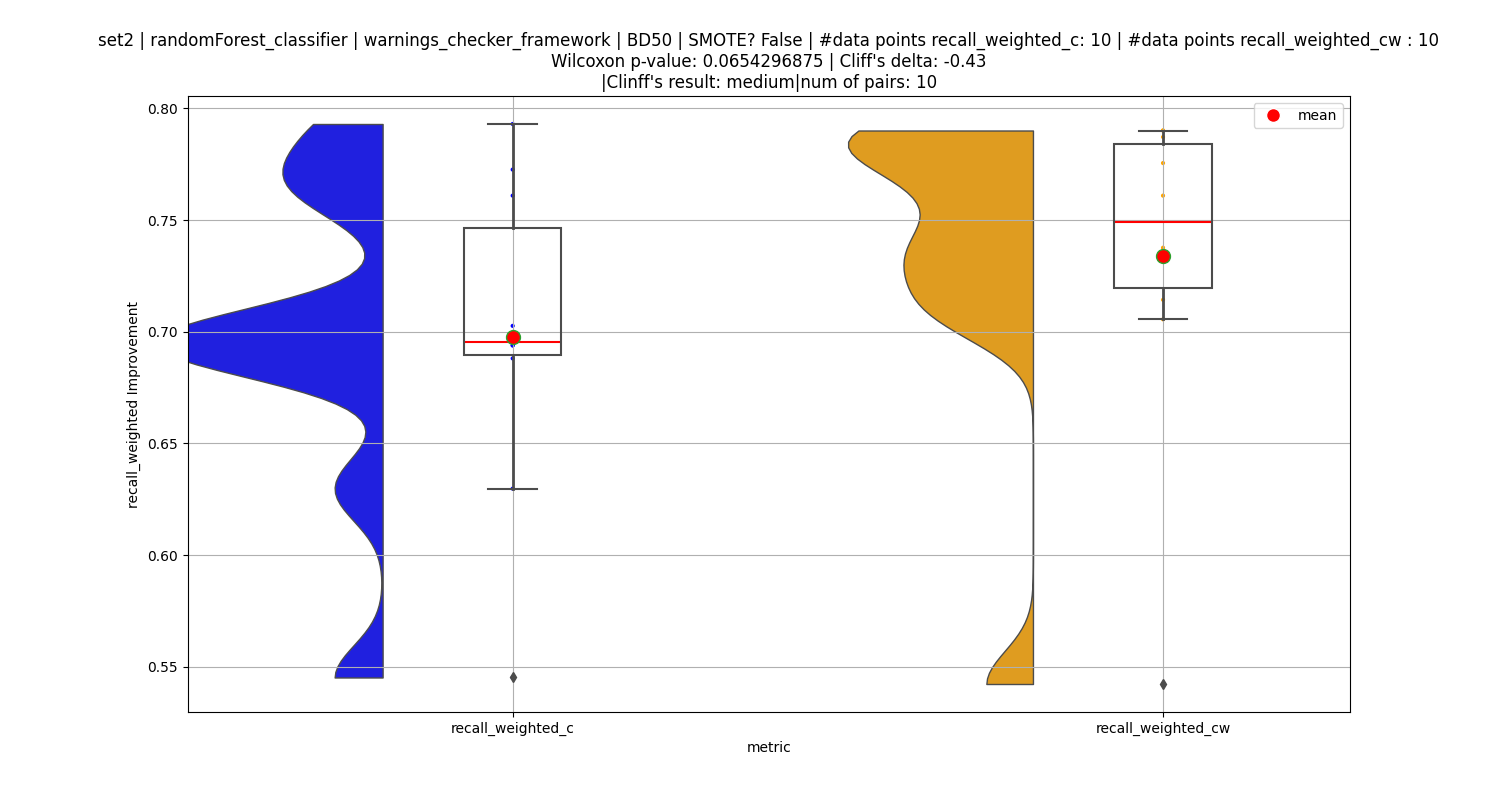 set2 | randomForest_classifier | warnings_checker_framework | BD50 | SMOTE? False | #data points recall_weighted_c: 10 | #data points recall_weighted_cw : 10
Wilcoxon p-value: 0.0654296875 | Cliff's delta: -0.43
|Clinff's result: medium|num of pairs: 10
mean
0.80
0.75
0.70
0.65
0.60
0.55
recall_weighted Improvement
recall_weighted_c
recall_weighted_cw
metric